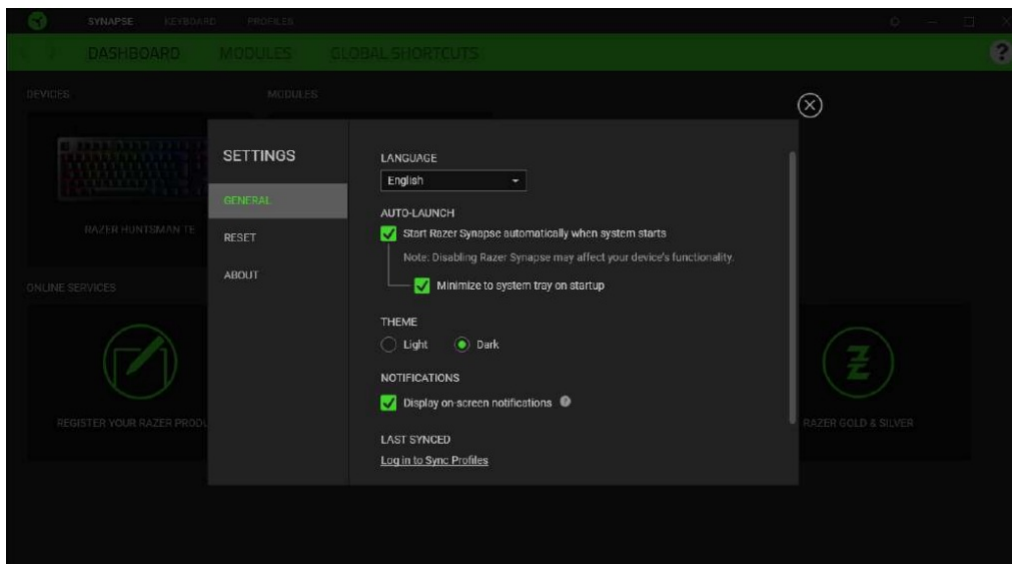 SYNAPSE KEYBOARD PROFILES
DASHBOARD MODULES GLOBAL SHORTCUTS
?
DEVICES MODULES
SETTINGS
GENERAL
RESET
ABOUT
LANGUAGE
English
AUTO-LAUNCH
Start Razer Synapse automatically when system starts
Note: Disabling Razer Synapse may affect your device's functionality.
Minimize to system tray on startup
THEME
Light Dark
NOTIFICATIONS
Display on-screen notifications
LAST SYNCED
Log in to Sync Profiles
RAZER HUNTSMAN TE
ONLINE SERVICES
REGISTER YOUR RAZER PRODU
RAZER GOLD & SILVER